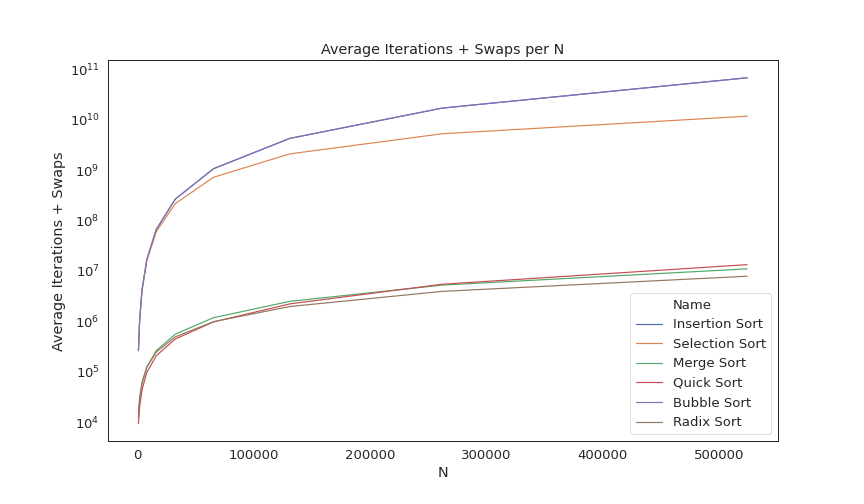 Average Iterations + Swaps per N
Average Iterations + Swaps
10^11
10^10
10^9
10^8
10^7
10^6
10^5
10^4
0 100000 200000 300000 400000 500000
N
Name
Insertion Sort
Selection Sort
Merge Sort
Quick Sort
Bubble Sort
Radix Sort